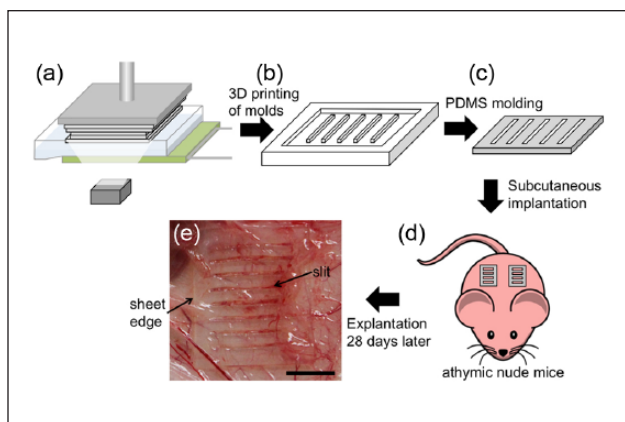 (a)
3D printing
of molds
(b)
(c)
PDMS molding
Subcutaneous
implantation
(d)
athymic nude mice
Explantation
28 days later
(e)
slit
sheet
edge